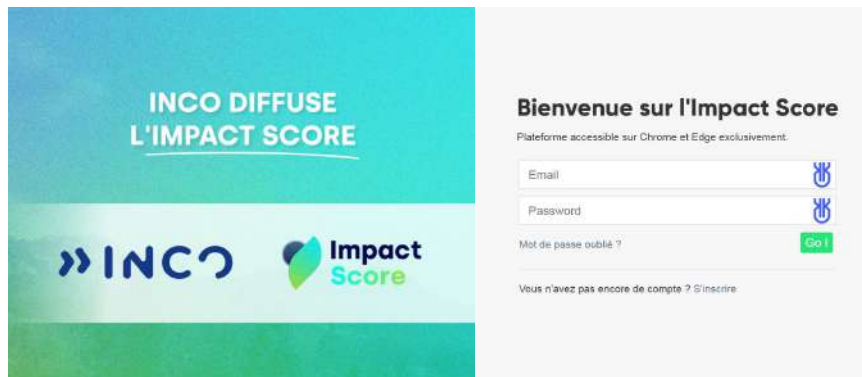 INCO DIFFUSE
L'IMPACT SCORE
INCO
Impact
Score
Bienvenue sur l'Impact Score
Plateforme accessible sur Chrome et Edge exclusivement.
Email
Password
Mot de passe oublié ?
Go !
Vous n'avez pas encore de compte ? S'inscrire